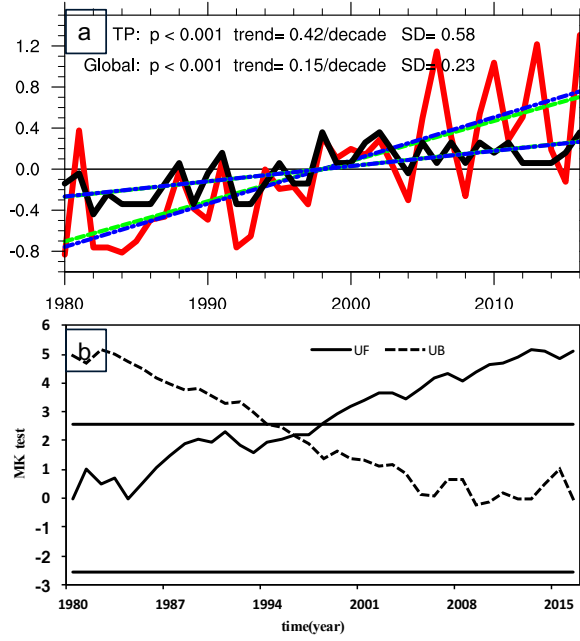 a TP: p < 0.001 trend= 0.42/decade SD= 0.58
Global: p < 0.001 trend= 0.15/decade SD=0.23
1.2
0.8
0.4
0.0
-0.4
-0.8
1980 1990 2000 2010
b
UF UB
6
5
4
3
2
1
0
-1
-2
-3
MK test
1980 1987 1994 2001 2008 2015
time(year)